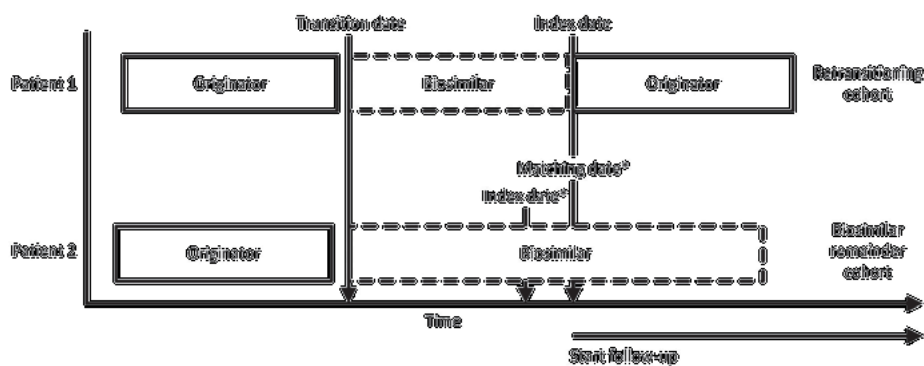 Transition date
Index date
Patient 1
Originator
Biosimilar
Originator
Retransitioning
cohort
Matching date*
Index date*
Patient 2
Originator
Biosimilar
Biosimilar
remainder
cohort
Time
Start follow-up